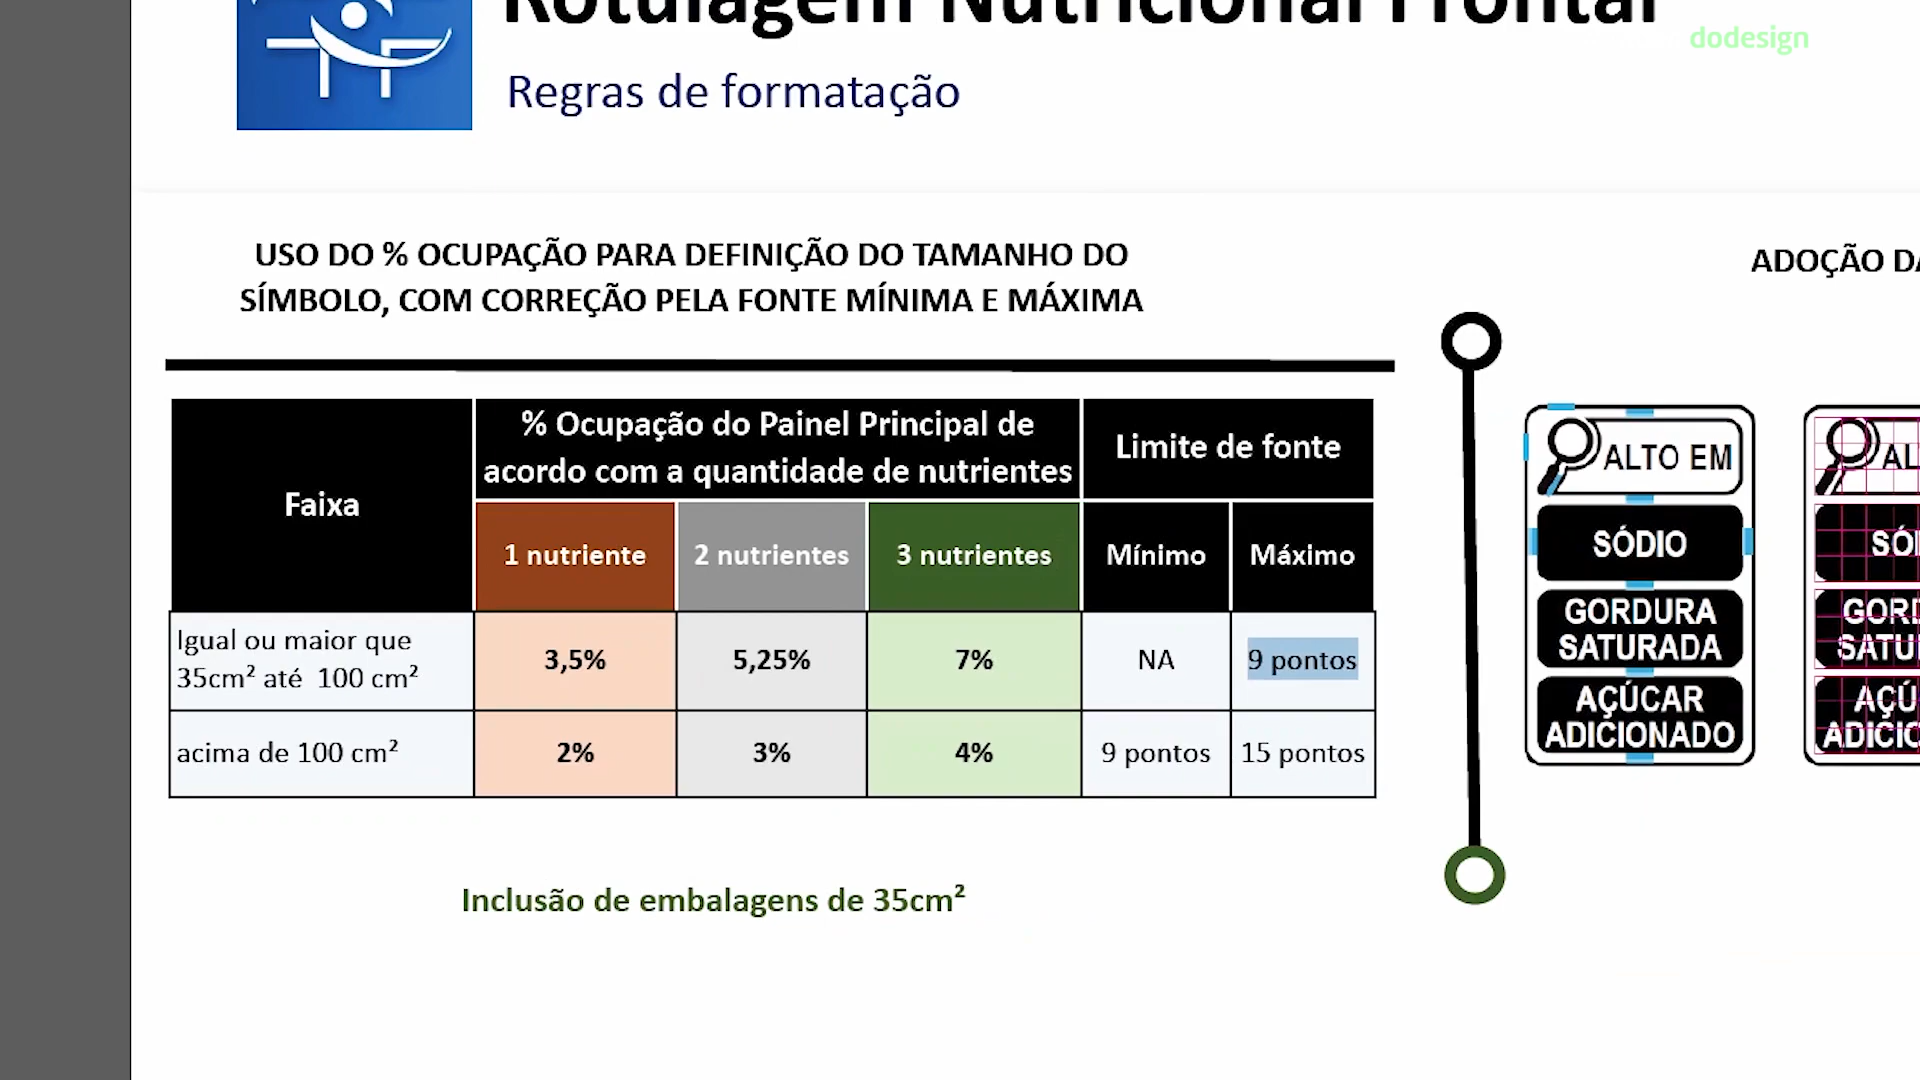 Rotulagem Nutricional Frontal
dodesign
Regras de formatação
USO DO % OCUPAÇÃO PARA DEFINIÇÃO DO TAMANHO DO
SÍMBOLO, COM CORREÇÃO PELA FONTE MÍNIMA E MÁXIMA
Faixa
% Ocupação do Painel Principal de
acordo com a quantidade de nutrientes
Limite de fonte
1 nutriente
2 nutrientes
3 nutrientes
Mínimo
Máximo
Igual ou maior que
35cm² até 100 cm²
3,5%
5,25%
7%
NA
9 pontos
acima de 100 cm²
2%
3%
4%
9 pontos
15 pontos
Inclusão de embalagens de 35cm²
ADOÇÃO
ALTO EM
SÓDIO
GORDURA
SATURADA
AÇÚCAR
ADICIONADO